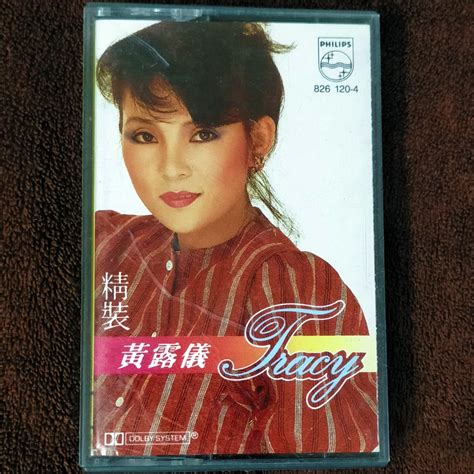 PHILIPS
826 120-4
精裝
黃露儀 Tracy
DOLBY SYSTEM ®